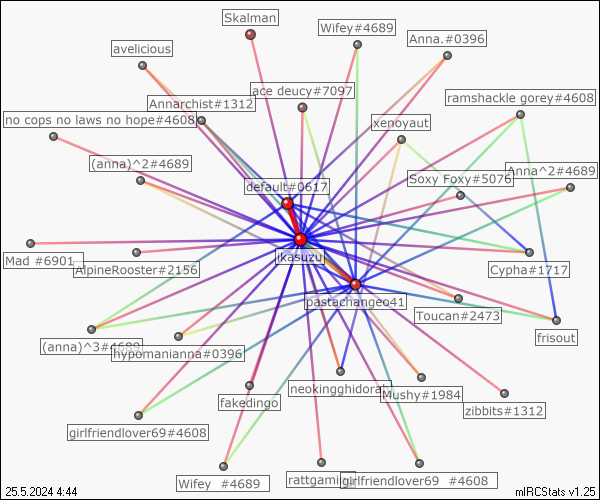 Skalman
Wifey#4689
Anna.#0396
avelicious
ace deucy#7097
ramshackle gorey#4608
Annarchist#1312
no cops no laws no hope#4608
xenoyaut
(anna)^2#4689
Soxy Foxy#5076
Anna^2#4689
default#0617
ikasuzu
Mad #6901
AlpineRooster#2156
Cypha#1717
pastachangeo41
Toucan#2473
frisout
(anna)^3#4689
hypomanianna#0396
neokingghidorah
Mushy#1984
fakedingo
zibbits#1312
girlfriendlover69#4608
Wifey #4689
rattgami
girlfriendlover69 #4608
25.5.2024 4:44
mIRCStats v1.25